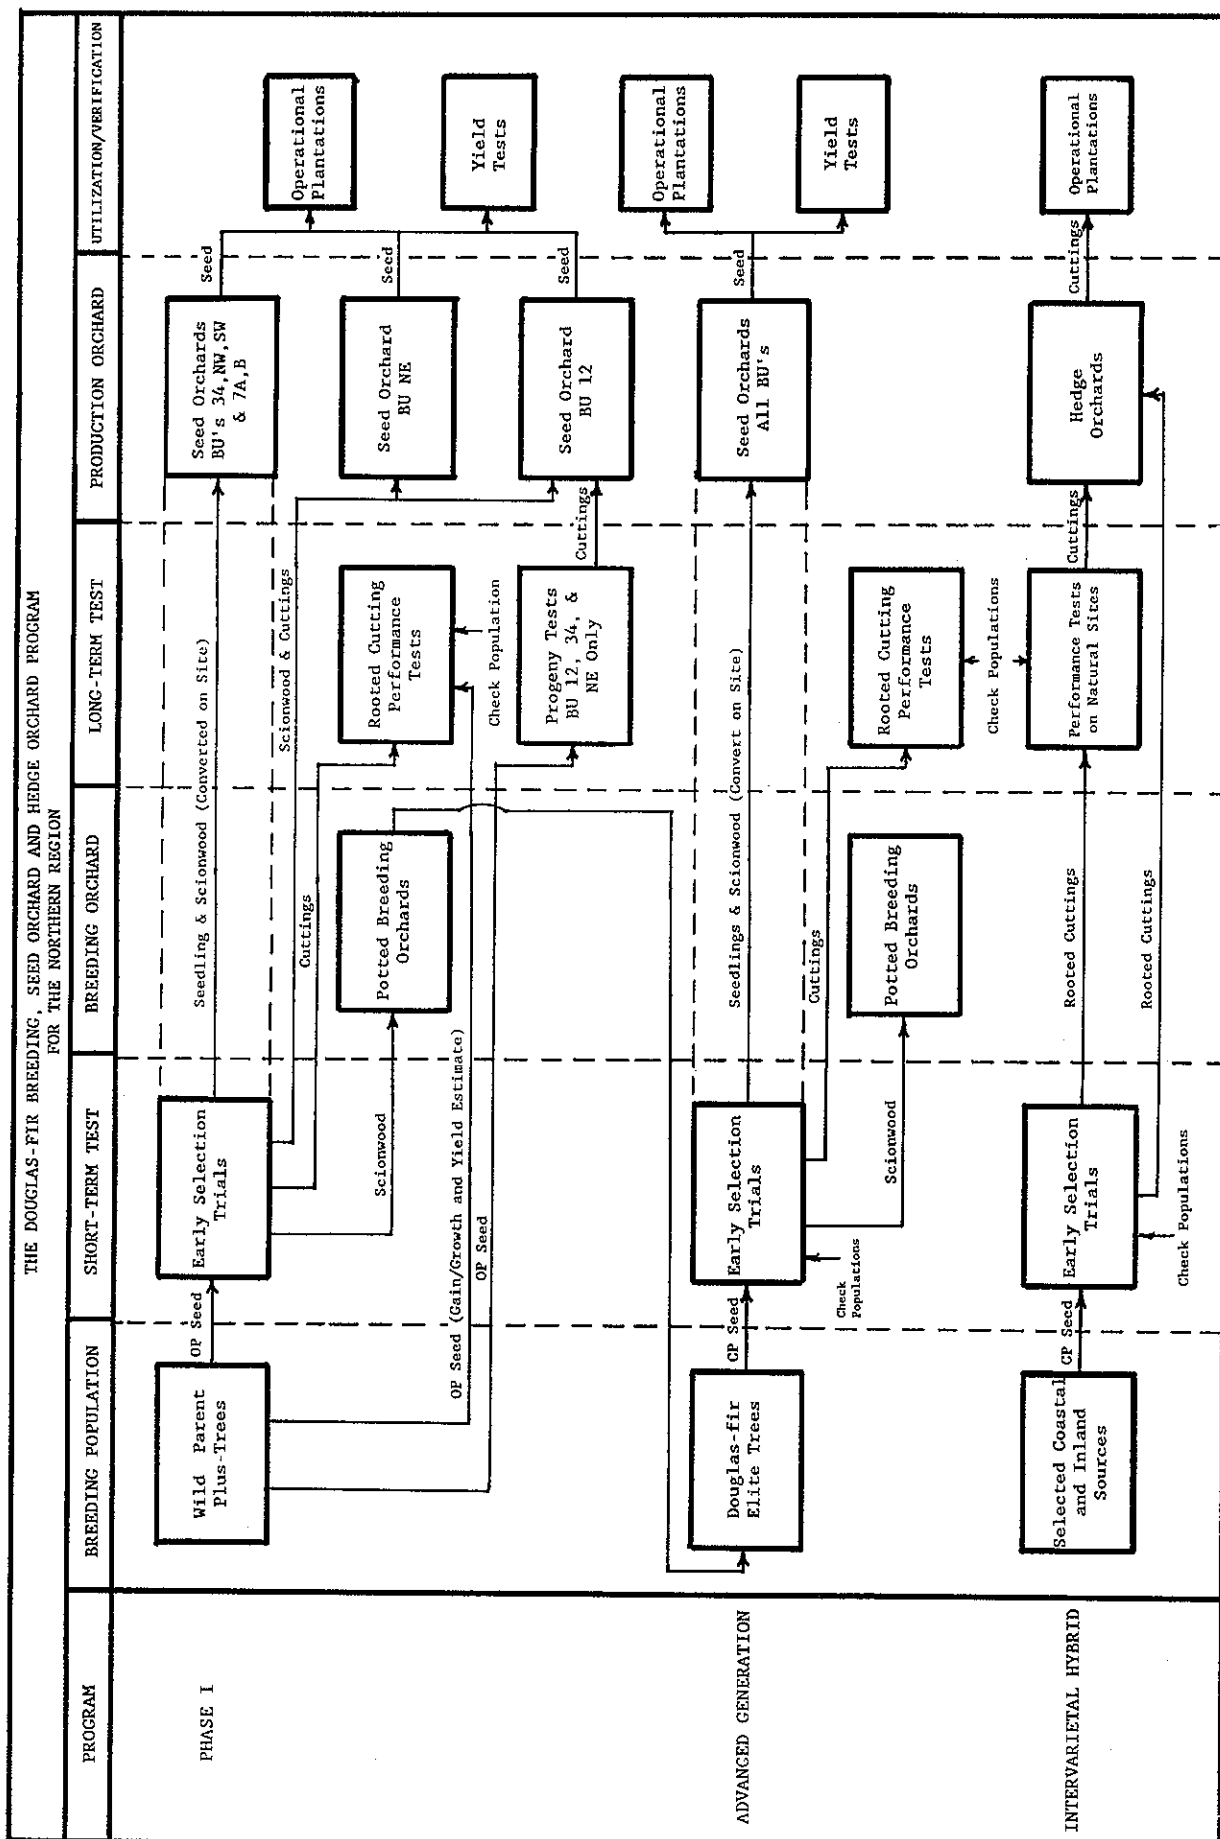 THE DOUGLAS-FIR BREEDING, SEED ORCHARD AND HEDGE ORCHARD PROGRAM
FOR THE NORTHERN REGION
PROGRAM
BREEDING POPULATION
SHORT-TERM TEST
BREEDING ORCHARD
LONG-TERM TEST
PRODUCTION ORCHARD
UTILIZATION/VERIFICATION
PHASE I
Wild Parent
Plus-Trees
OP Seed
Early Selection
Trials
Seedling & Scionwood (Converted on Site)
Seed Orchards
BU's 34,NW,SW
& 7A,B
Seed
Operational
Plantations
Scionwood & Cuttings
Cuttings
Scionwood
Potted Breeding
Orchards
Rooted Cutting
Performance
Tests
Check Population
Seed Orchard
BU NE
Seed
Yield
Tests
OP Seed (Gain/Growth and Yield Estimate)
OP Seed
Progeny Tests
BU 12, 34, &
NE Only
Cuttings
Seed Orchard
BU 12
Seed
ADVANCED GENERATION
Douglas-fir
Elite Trees
CP Seed
Early Selection
Trials
Check
Populations
Seedlings & Scionwood (Convert on Site)
Seed Orchards
All BU's
Seed
Operational
Plantations
Yield
Tests
Cuttings
Scionwood
Potted Breeding
Orchards
Rooted Cutting
Performance
Tests
Check Populations
INTERVARIETAL HYBRID
Selected Coastal
and Inland
Sources
CP Seed
Early Selection
Trials
Check Populations
Rooted Cuttings
Performance Tests
on Natural Sites
Cuttings
Hedge
Orchards
Cuttings
Operational
Plantations
Rooted Cuttings